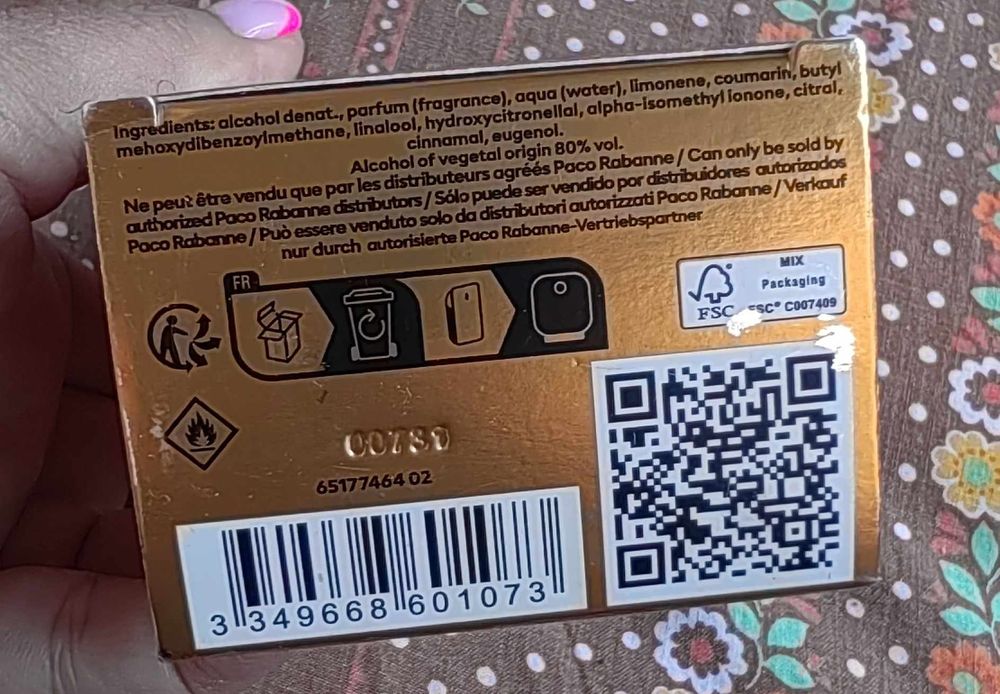 Ingredients: alcohol denat., parfum (fragrance), aqua (water), limonene, coumarin, butyl
mehoxydibenzoylmethane, linalool, hydroxycitronellal, alpha-isomethyl ionone, citral,
cinnamal, eugenol.
Alcohol of vegetal origin 80% vol.
Ne peut être vendu que par les distributeurs agréés Paco Rabanne / Can only be sold by
authorized Paco Rabanne distributors / Sólo puede ser vendido por distribuidores autorizados
Paco Rabanne / Può essere venduto solo da distributori autorizzati Paco Rabanne / Verkauf
nur durch autorisierte Paco Rabanne-Vertriebspartner
FR
MIX
Packaging
FSC FSC® C007409
65177464 02
3 349668 601073